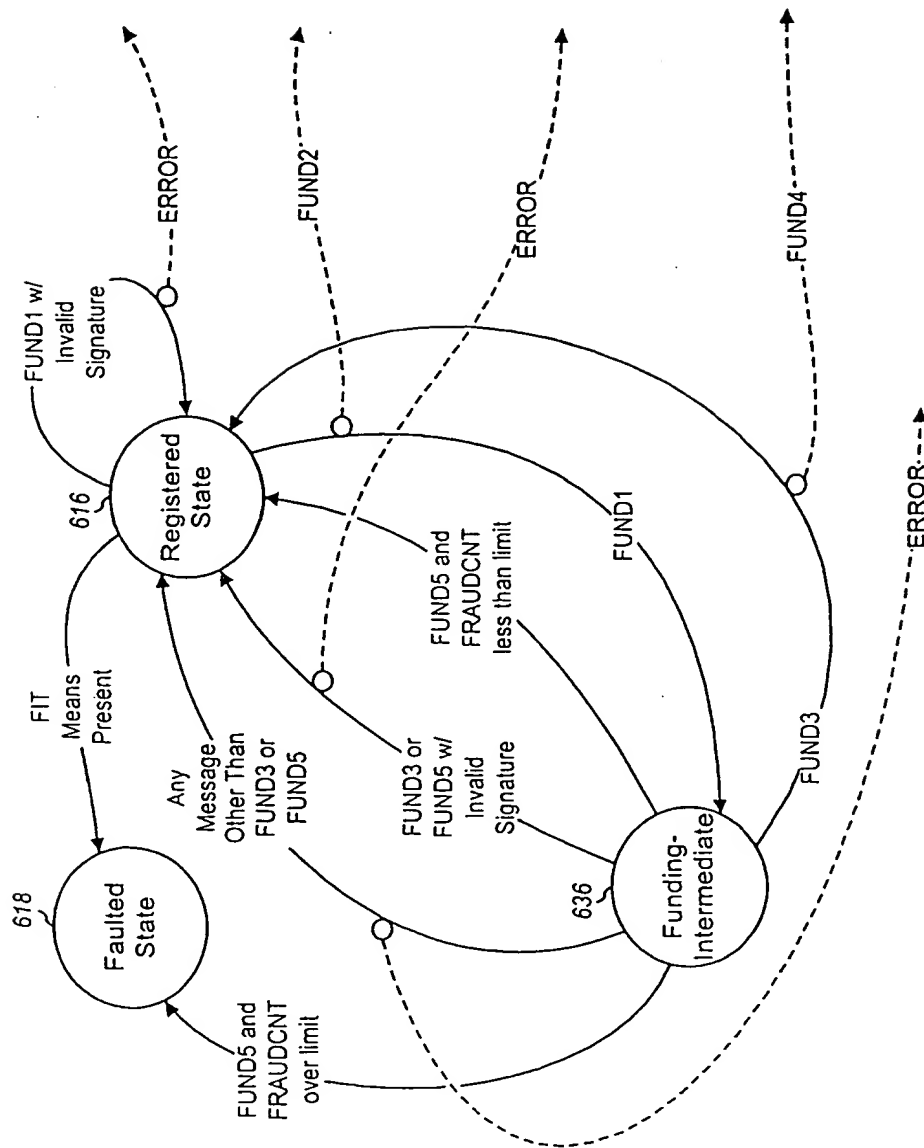 618
Faulted
State
FIT
Means
Present
616
Registered
State
FUND1 w/
Invalid
Signature
ERROR
FUND2
Any
Message
Other Than
FUND3 or
FUND5
FUND5 and
FRAUDCNT
over limit
FUND3 or
FUND5 w/
Invalid
Signature
FUND5 and
FRAUDCNT
less than limit
ERROR
636
Funding-
Intermediate
FUND1
FUND3
FUND4
ERROR